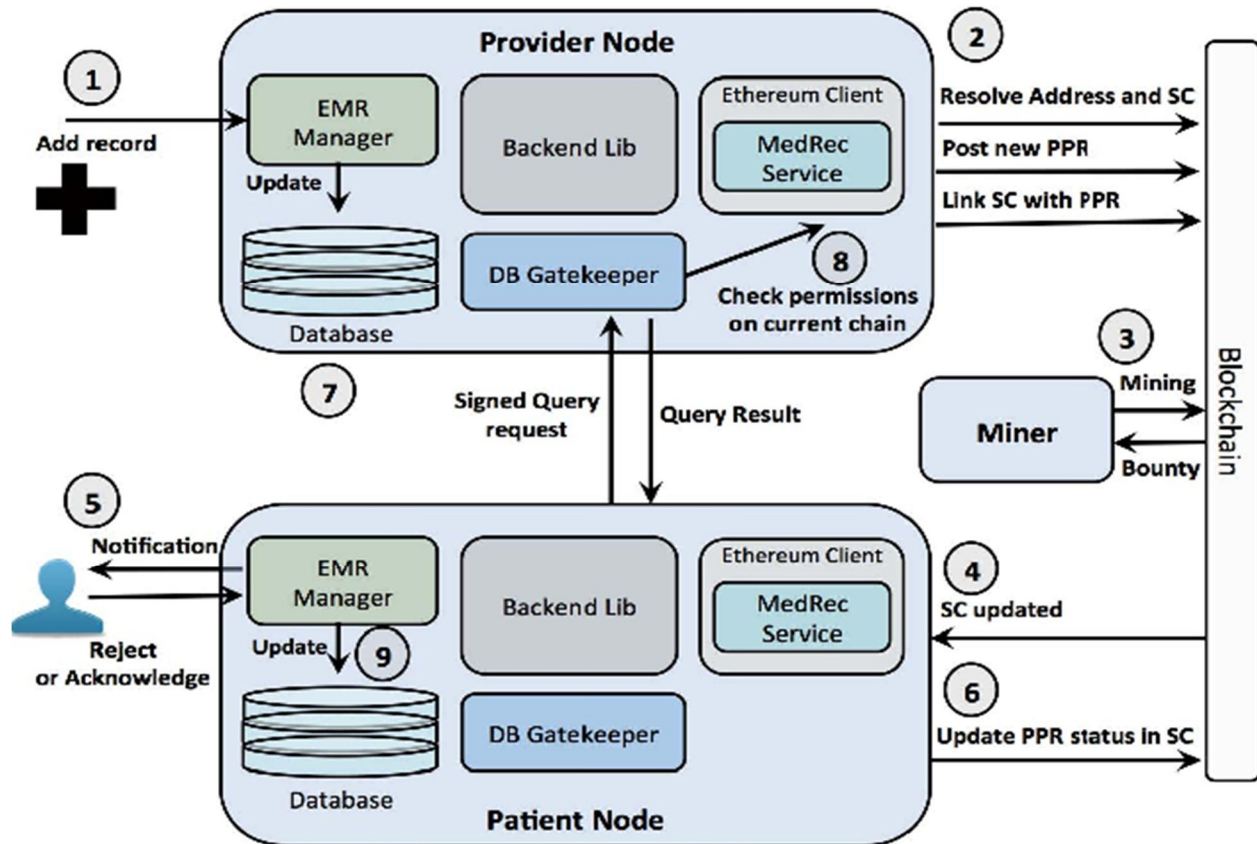 Provider Node
1
Add record
EMR
Manager
Update
Database
Backend Lib
Ethereum Client
MedRec
Service
DB Gatekeeper
8
Check permissions
on current chain
2
Resolve Address and SC
Post new PPR
Link SC with PPR
Blockchain
3
Mining
Miner
Bounty
7
Signed Query
request
Query Result
5
Notification
Reject
or Acknowledge
EMR
Manager
Update
9
Database
Backend Lib
Ethereum Client
MedRec
Service
DB Gatekeeper
4
SC updated
6
Update PPR status in SC
Patient Node